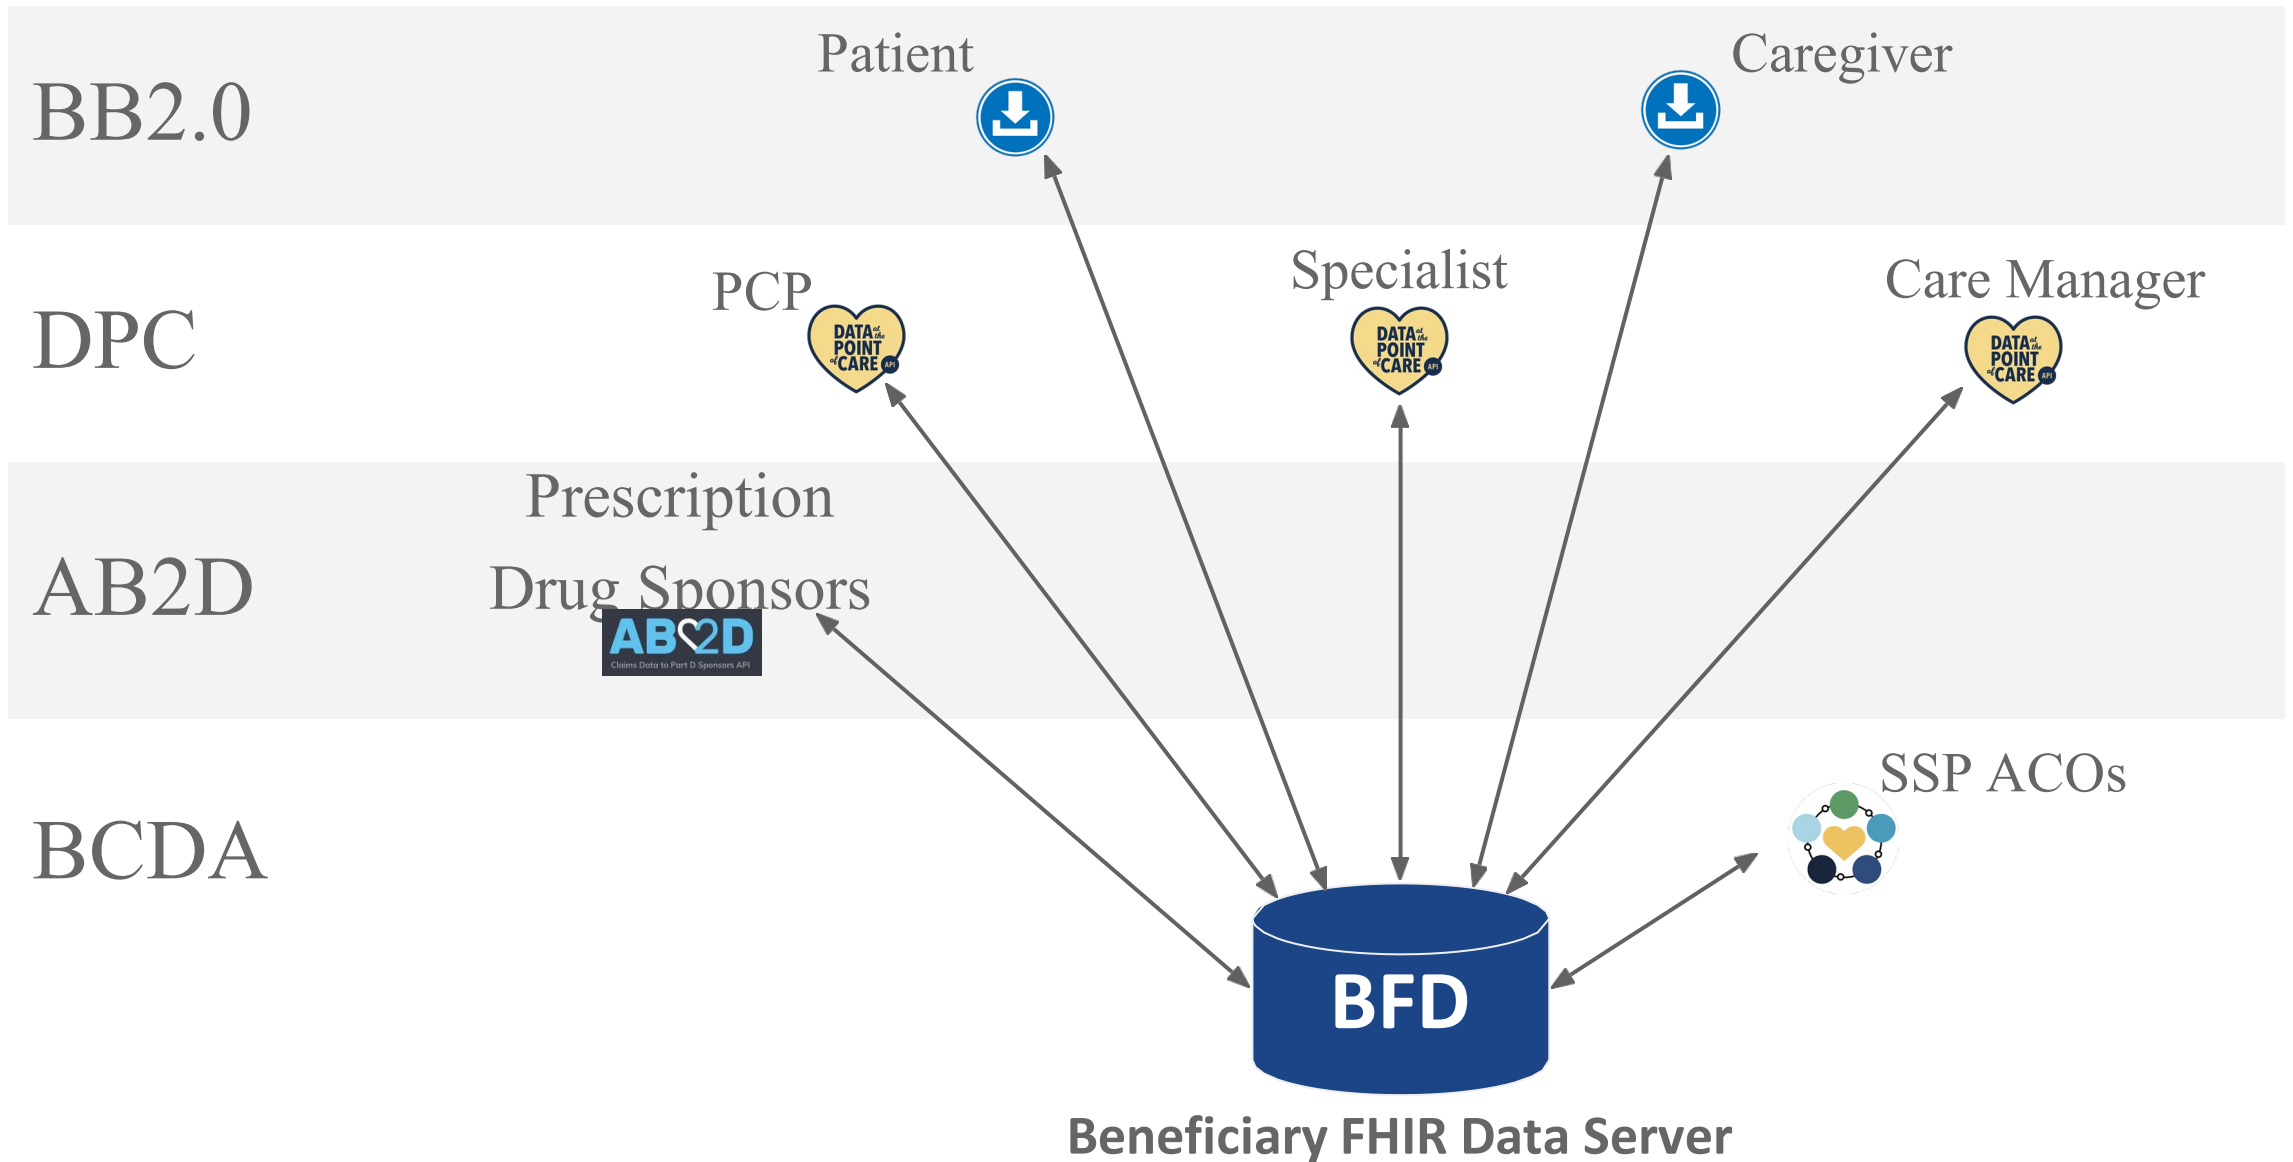 BB2.0
Patient
Caregiver
DPC
PCP
DATA at the
POINT
of CARE API
Specialist
DATA at the
POINT
of CARE API
Care Manager
DATA at the
POINT
of CARE API
AB2D
Prescription
Drug Sponsors
AB2D
Claims Data to Part D Sponsors API
BCDA
SSP ACOs
BFD
Beneficiary FHIR Data Server